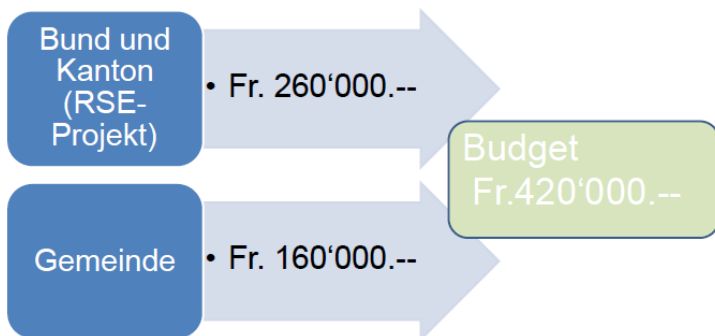 Bund und
Kanton
(RSE-
Projekt)
• Fr. 260‘000.--
Budget
Fr.420‘000.--
Gemeinde
• Fr. 160‘000.--